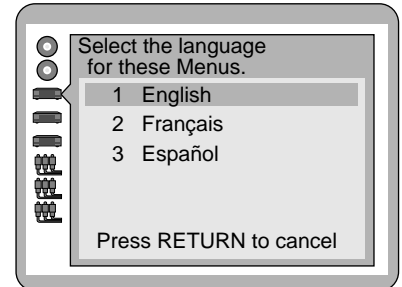 Select the language
for these Menus.
1 English
2 Français
3 Español
Press RETURN to cancel